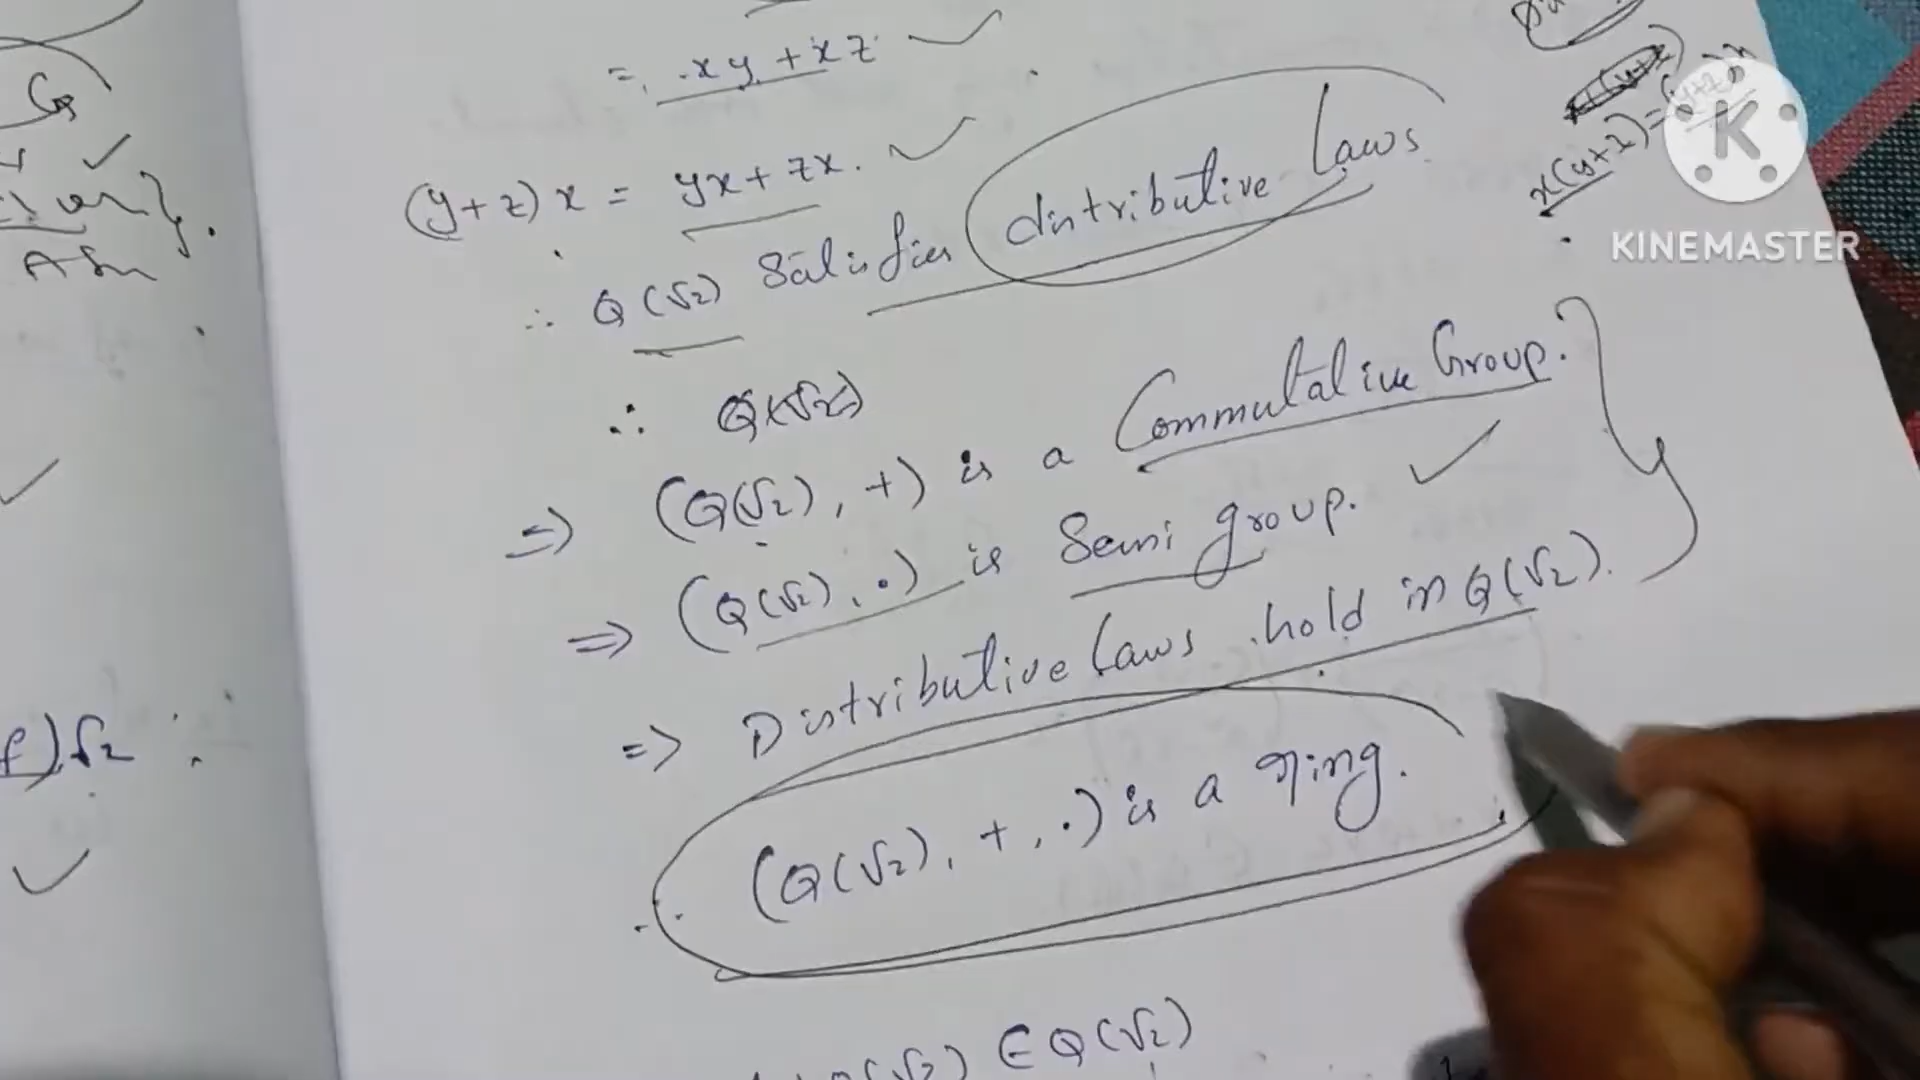 = xy + xz
(y+z) x = yx + zx.
∴ Q(√2) Satisfies distributive laws
x(y+z) =
KINEMASTER
∴ Q(√2)
=> (Q(√2), +) is a Commutative Group.
=> (Q(√2), .) is Semi group.
=> Distributive laws hold in Q(√2).
∴ (Q(√2), +, .) is a ring.
∈ Q(√2)
G
)√2